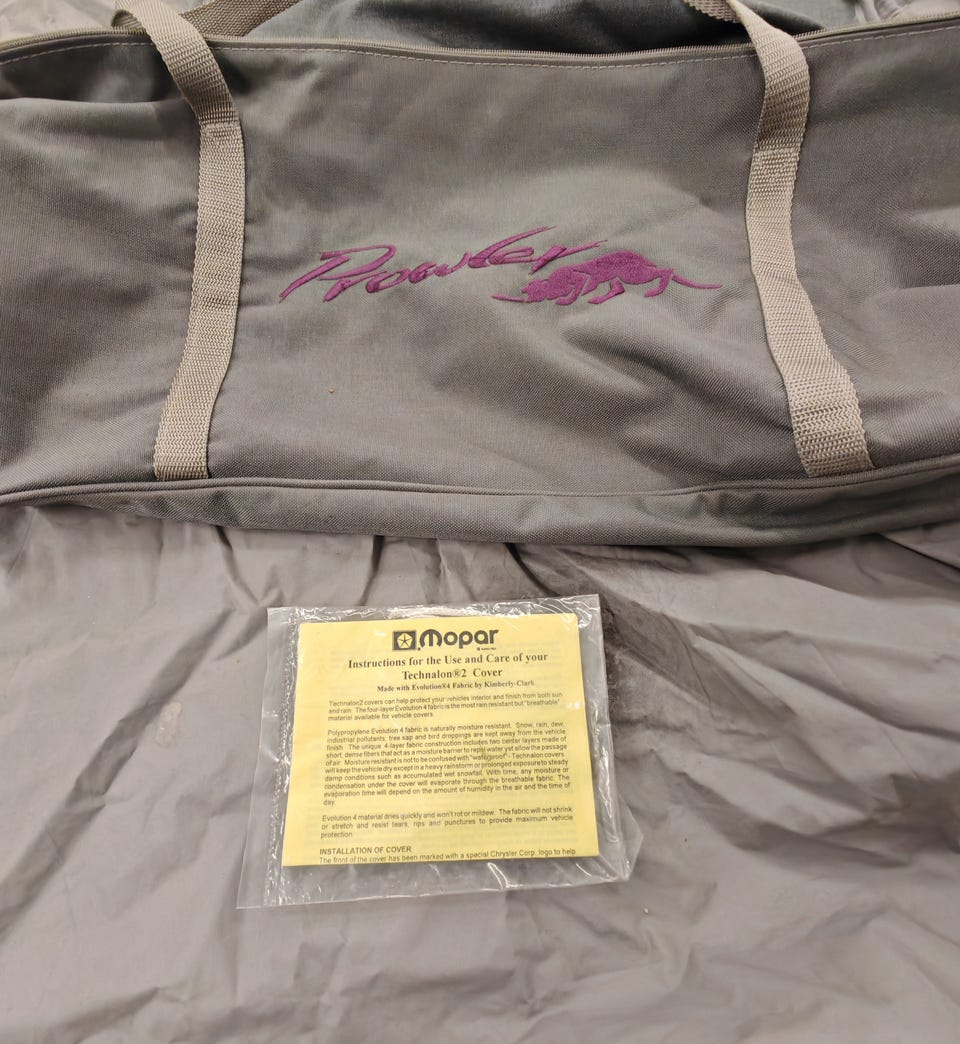 Prowler
Mopar
Instructions for the Use and Care of your
Technalon®2 Cover
Made with Evolution®4 Fabric by Kimberly-Clark
Technalon2 covers can help protect your vehicles interior and finish from both sun
and rain. The four-layer Evolution 4 fabric is the most rain resistant but "breathable"
material available for vehicle covers.
Polypropylene Evolution 4 fabric is naturally moisture resistant. Snow, rain, dew,
industrial pollutants, tree sap and bird droppings are kept away from the vehicle
finish. The unique 4-layer fabric construction includes two center layers made of
short, dense fibers that act as a moisture barrier to repel water yet allow the passage
of air. Moisture resistant is not to be confused with "waterproof" - Technalon covers
will keep the vehicle dry except in a heavy rainstorm or prolonged exposure to steady
damp conditions such as accumulated wet snowfall. With time, any moisture or
condensation under the cover will evaporate through the breathable fabric. The
evaporation time will depend on the amount of humidity in the air and the time of
day.
Evolution 4 material dries quickly and won't rot or mildew. The fabric will not shrink
or stretch and resist tears, rips and punctures to provide maximum vehicle
protection.
INSTALLATION OF COVER
The front of the cover has been marked with a special Chrysler Corp. logo to help